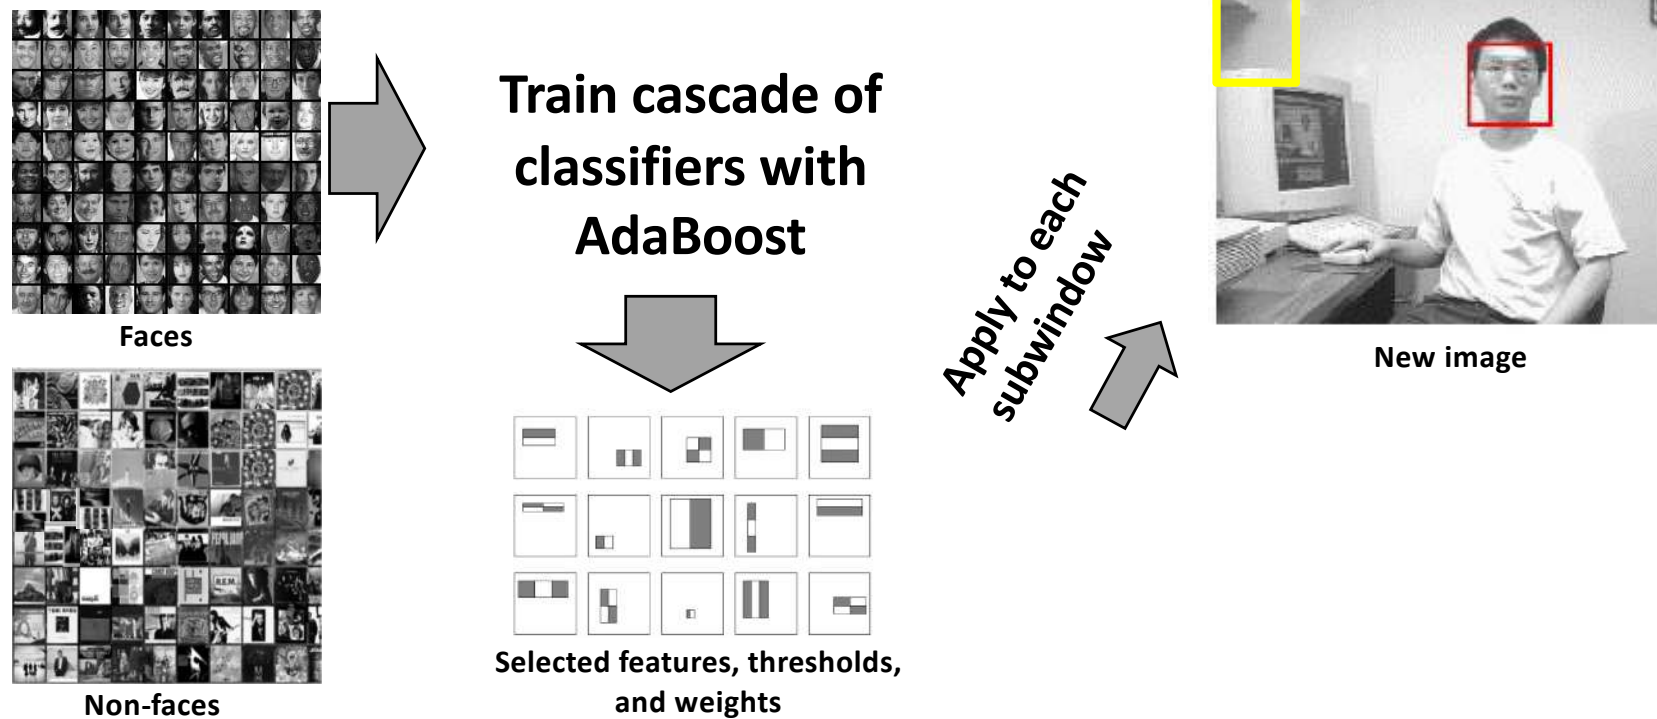 Train cascade of
classifiers with
AdaBoost
Apply to each
subwindow
Faces
New image
R.E.M.
Selected features, thresholds,
and weights
Non-faces